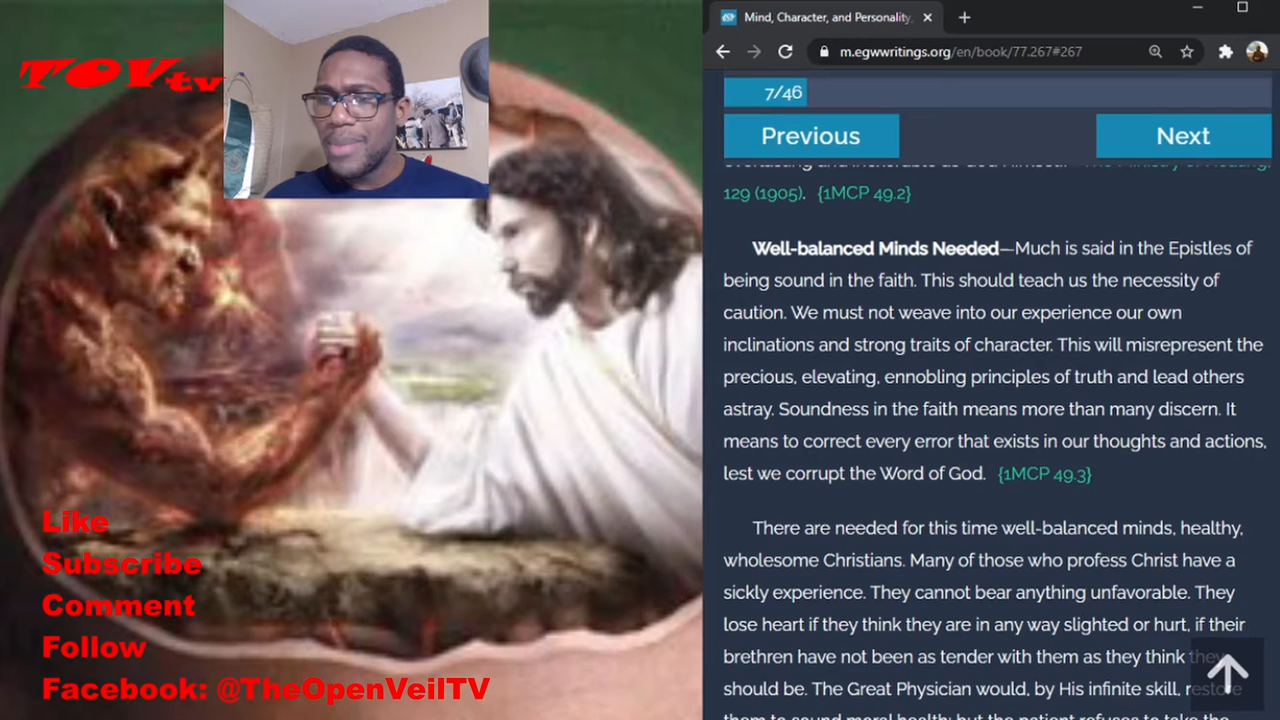 TOVtv
Like
Subscribe
Comment
Follow
Facebook: @TheOpenVeilTV
Mind, Character, and Personality,
m.egwwritings.org/en/book/77.267#267
7/46
Previous
Next
129 (1905). {1MCP 49.2}
Well-balanced Minds Needed—Much is said in the Epistles of
being sound in the faith. This should teach us the necessity of
caution. We must not weave into our experience our own
inclinations and strong traits of character. This will misrepresent the
precious, elevating, ennobling principles of truth and lead others
astray. Soundness in the faith means more than many discern. It
means to correct every error that exists in our thoughts and actions,
lest we corrupt the Word of God. {1MCP 49.3}
There are needed for this time well-balanced minds, healthy,
wholesome Christians. Many of those who profess Christ have a
sickly experience. They cannot bear anything unfavorable. They
lose heart if they think they are in any way slighted or hurt, if their
brethren have not been as tender with them as they think they
should be. The Great Physician would, by His infinite skill, restore